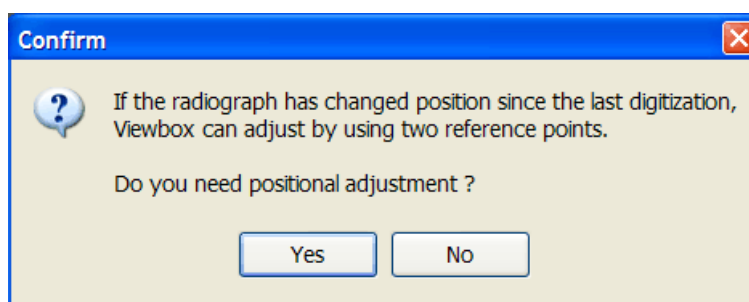 Confirm
If the radiograph has changed position since the last digitization,
Viewbox can adjust by using two reference points.
Do you need positional adjustment ?
Yes
No